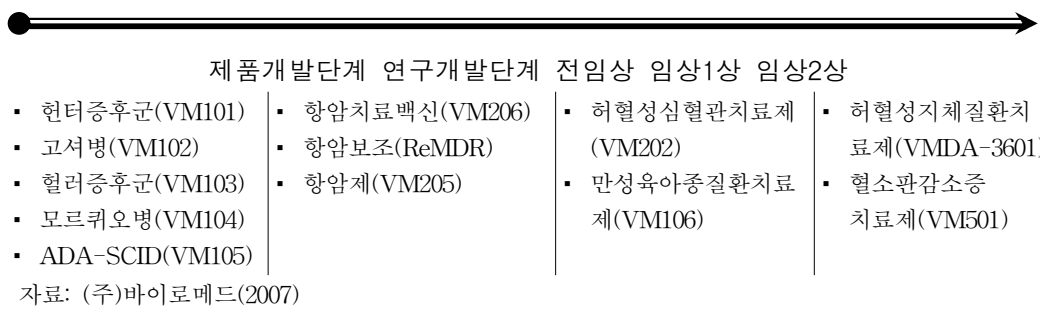 제품개발단계 연구개발단계 전임상 임상1상 임상2상
▪ 헌터증후군(VM101)
▪ 고셔병(VM102)
▪ 헐러증후군(VM103)
▪ 모르퀴오병(VM104)
▪ ADA-SCID(VM105)
▪ 항암치료백신(VM206)
▪ 항암보조(ReMDR)
▪ 항암제(VM205)
▪ 허혈성심혈관치료제
(VM202)
▪ 만성육아종질환치료
제(VM106)
▪ 허혈성지체질환치
료제(VMDA-3601)
▪ 혈소판감소증
치료제(VM501)
자료: (주)바이로메드(2007)